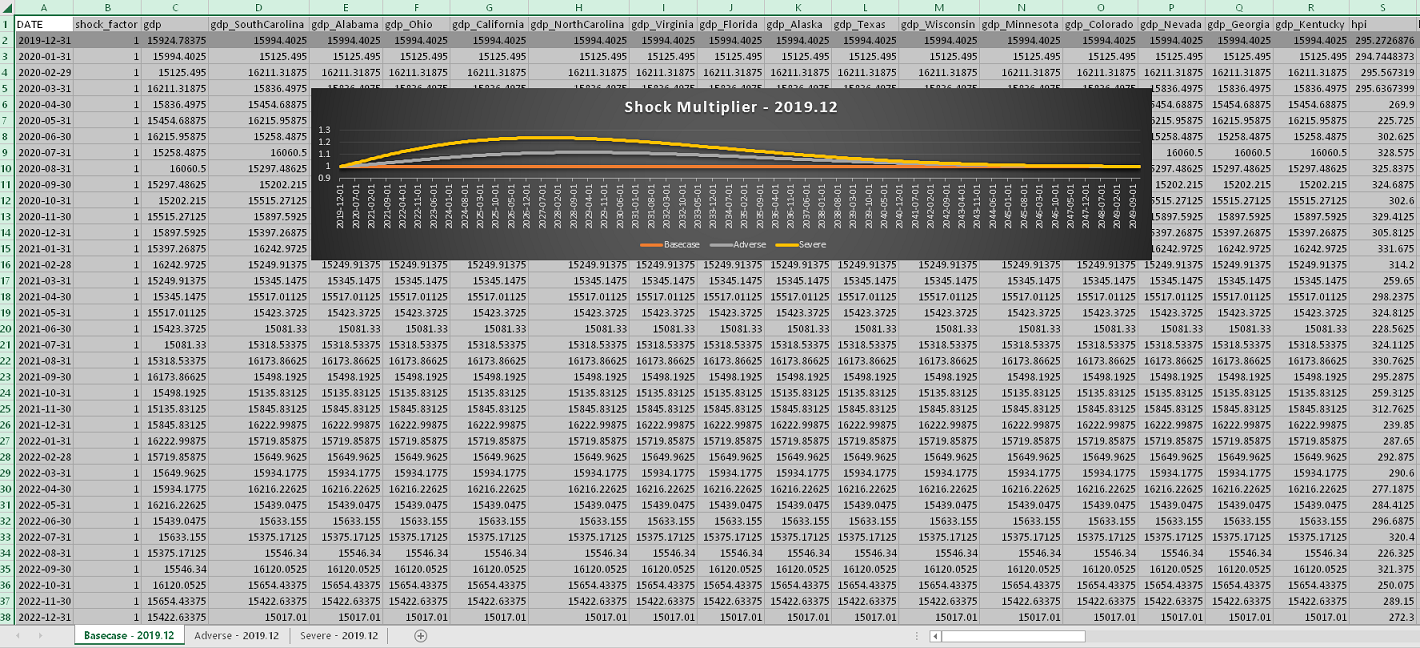 A B C D E F G H I J K L M N O P Q R S
1 DATE shock_factor gdp gdp_SouthCarolina gdp_Alabama gdp_Ohio gdp_California gdp_NorthCarolina gdp_Virginia gdp_Florida gdp_Alaska gdp_Texas gdp_Wisconsin gdp_Minnesota gdp_Colorado gdp_Nevada gdp_Georgia gdp_Kentucky hpi
2 2019-12-31 1 15924.78375 15994.4025 15994.4025 15994.4025 15994.4025 15994.4025 15994.4025 15994.4025 15994.4025 15994.4025 15994.4025 15994.4025 15994.4025 15994.4025 15994.4025 15994.4025 295.2726876
3 2020-01-31 1 15994.4025 15125.495 15125.495 15125.495 15125.495 15125.495 15125.495 15125.495 15125.495 15125.495 15125.495 15125.495 15125.495 15125.495 15125.495 15125.495 294.7448373
4 2020-02-29 1 15125.495 16211.31875 16211.31875 16211.31875 16211.31875 16211.31875 16211.31875 16211.31875 16211.31875 16211.31875 16211.31875 16211.31875 16211.31875 16211.31875 16211.31875 16211.31875 295.567319
5 2020-03-31 1 16211.31875 15836.4975 15836.4975 15836.4975 15836.4975 15836.4975 15836.4975 15836.4975 15836.4975 15836.4975 15836.4975 15836.4975 15836.4975 15836.4975 15836.4975 15836.4975 295.6367399
6 2020-04-30 1 15836.4975 15454.68875 5454.68875 15454.68875 15454.68875 269.9
7 2020-05-31 1 15454.68875 16215.95875 6215.95875 16215.95875 16215.95875 225.725
8 2020-06-30 1 16215.95875 15258.4875 15258.4875 15258.4875 15258.4875 302.625
9 2020-07-31 1 15258.4875 16060.5 16060.5 16060.5 16060.5 328.575
10 2020-08-31 1 16060.5 15297.48625 5297.48625 15297.48625 15297.48625 325.8375
11 2020-09-30 1 15297.48625 15202.215 15202.215 15202.215 15202.215 324.6875
12 2020-10-31 1 15202.215 15515.27125 5515.27125 15515.27125 15515.27125 302.6
13 2020-11-30 1 15515.27125 15897.5925 15897.5925 15897.5925 15897.5925 329.4125
14 2020-12-31 1 15897.5925 15397.26875 5397.26875 15397.26875 15397.26875 305.8125
15 2021-01-31 1 15397.26875 16242.9725 16242.9725 16242.9725 16242.9725 331.675
Shock Multiplier - 2019.12
1.3
1.2
1.1
1
0.9
2019-12-01 2020-07-01 2021-02-01 2021-09-01 2022-04-01 2022-11-01 2023-06-01 2024-01-01 2024-08-01 2025-03-01 2025-10-01 2026-05-01 2026-12-01 2027-07-01 2028-02-01 2028-09-01 2029-04-01 2029-11-01 2030-06-01 2031-01-01 2031-08-01 2032-03-01 2032-10-01 2033-05-01 2033-12-01 2034-07-01 2035-02-01 2035-09-01 2036-04-01 2036-11-01 2037-06-01 2038-01-01 2038-08-01 2039-03-01 2039-10-01 2040-05-01 2040-12-01 2041-07-01 2042-02-01 2042-09-01 2043-04-01 2043-11-01 2044-06-01 2045-01-01 2045-08-01 2046-03-01 2046-10-01 2047-05-01 2047-12-01 2048-07-01 2049-02-01 2049-09-01
Basecase Adverse Severe
16 2021-02-28 1 16242.9725 15249.91375 15249.91375 15249.91375 15249.91375 15249.91375 15249.91375 15249.91375 15249.91375 15249.91375 15249.91375 15249.91375 15249.91375 15249.91375 15249.91375 15249.91375 314.2
17 2021-03-31 1 15249.91375 15345.1475 15345.1475 15345.1475 15345.1475 15345.1475 15345.1475 15345.1475 15345.1475 15345.1475 15345.1475 15345.1475 15345.1475 15345.1475 15345.1475 15345.1475 259.65
18 2021-04-30 1 15345.1475 15517.01125 15517.01125 15517.01125 15517.01125 15517.01125 15517.01125 15517.01125 15517.01125 15517.01125 15517.01125 15517.01125 15517.01125 15517.01125 15517.01125 15517.01125 298.2375
19 2021-05-31 1 15517.01125 15423.3725 15423.3725 15423.3725 15423.3725 15423.3725 15423.3725 15423.3725 15423.3725 15423.3725 15423.3725 15423.3725 15423.3725 15423.3725 15423.3725 15423.3725 324.8125
20 2021-06-30 1 15423.3725 15081.33 15081.33 15081.33 15081.33 15081.33 15081.33 15081.33 15081.33 15081.33 15081.33 15081.33 15081.33 15081.33 15081.33 15081.33 228.5625
21 2021-07-31 1 15081.33 15318.53375 15318.53375 15318.53375 15318.53375 15318.53375 15318.53375 15318.53375 15318.53375 15318.53375 15318.53375 15318.53375 15318.53375 15318.53375 15318.53375 15318.53375 324.1125
22 2021-08-31 1 15318.53375 16173.86625 16173.86625 16173.86625 16173.86625 16173.86625 16173.86625 16173.86625 16173.86625 16173.86625 16173.86625 16173.86625 16173.86625 16173.86625 16173.86625 16173.86625 330.7625
23 2021-09-30 1 16173.86625 15498.1925 15498.1925 15498.1925 15498.1925 15498.1925 15498.1925 15498.1925 15498.1925 15498.1925 15498.1925 15498.1925 15498.1925 15498.1925 15498.1925 15498.1925 295.2875
24 2021-10-31 1 15498.1925 15135.83125 15135.83125 15135.83125 15135.83125 15135.83125 15135.83125 15135.83125 15135.83125 15135.83125 15135.83125 15135.83125 15135.83125 15135.83125 15135.83125 15135.83125 259.3125
25 2021-11-30 1 15135.83125 15845.83125 15845.83125 15845.83125 15845.83125 15845.83125 15845.83125 15845.83125 15845.83125 15845.83125 15845.83125 15845.83125 15845.83125 15845.83125 15845.83125 15845.83125 312.7625
26 2021-12-31 1 15845.83125 16222.99875 16222.99875 16222.99875 16222.99875 16222.99875 16222.99875 16222.99875 16222.99875 16222.99875 16222.99875 16222.99875 16222.99875 16222.99875 16222.99875 16222.99875 239.85
27 2022-01-31 1 16222.99875 15719.85875 15719.85875 15719.85875 15719.85875 15719.85875 15719.85875 15719.85875 15719.85875 15719.85875 15719.85875 15719.85875 15719.85875 15719.85875 15719.85875 15719.85875 287.65
28 2022-02-28 1 15719.85875 15649.9625 15649.9625 15649.9625 15649.9625 15649.9625 15649.9625 15649.9625 15649.9625 15649.9625 15649.9625 15649.9625 15649.9625 15649.9625 15649.9625 15649.9625 292.875
29 2022-03-31 1 15649.9625 15934.1775 15934.1775 15934.1775 15934.1775 15934.1775 15934.1775 15934.1775 15934.1775 15934.1775 15934.1775 15934.1775 15934.1775 15934.1775 15934.1775 15934.1775 290.6
30 2022-04-30 1 15934.1775 16216.22625 16216.22625 16216.22625 16216.22625 16216.22625 16216.22625 16216.22625 16216.22625 16216.22625 16216.22625 16216.22625 16216.22625 16216.22625 16216.22625 16216.22625 277.1875
31 2022-05-31 1 16216.22625 15439.0475 15439.0475 15439.0475 15439.0475 15439.0475 15439.0475 15439.0475 15439.0475 15439.0475 15439.0475 15439.0475 15439.0475 15439.0475 15439.0475 15439.0475 284.4125
32 2022-06-30 1 15439.0475 15633.155 15633.155 15633.155 15633.155 15633.155 15633.155 15633.155 15633.155 15633.155 15633.155 15633.155 15633.155 15633.155 15633.155 15633.155 296.6875
33 2022-07-31 1 15633.155 15375.17125 15375.17125 15375.17125 15375.17125 15375.17125 15375.17125 15375.17125 15375.17125 15375.17125 15375.17125 15375.17125 15375.17125 15375.17125 15375.17125 15375.17125 320.4
34 2022-08-31 1 15375.17125 15546.34 15546.34 15546.34 15546.34 15546.34 15546.34 15546.34 15546.34 15546.34 15546.34 15546.34 15546.34 15546.34 15546.34 15546.34 226.325
35 2022-09-30 1 15546.34 16120.0525 16120.0525 16120.0525 16120.0525 16120.0525 16120.0525 16120.0525 16120.0525 16120.0525 16120.0525 16120.0525 16120.0525 16120.0525 16120.0525 16120.0525 321.375
36 2022-10-31 1 16120.0525 15654.43375 15654.43375 15654.43375 15654.43375 15654.43375 15654.43375 15654.43375 15654.43375 15654.43375 15654.43375 15654.43375 15654.43375 15654.43375 15654.43375 15654.43375 250.075
37 2022-11-30 1 15654.43375 15422.63375 15422.63375 15422.63375 15422.63375 15422.63375 15422.63375 15422.63375 15422.63375 15422.63375 15422.63375 15422.63375 15422.63375 15422.63375 15422.63375 15422.63375 289.15
38 2022-12-31 1 15422.63375 15017.01 15017.01 15017.01 15017.01 15017.01 15017.01 15017.01 15017.01 15017.01 15017.01 15017.01 15017.01 15017.01 15017.01 15017.01 272.3
Basecase - 2019.12 Adverse - 2019.12 Severe - 2019.12